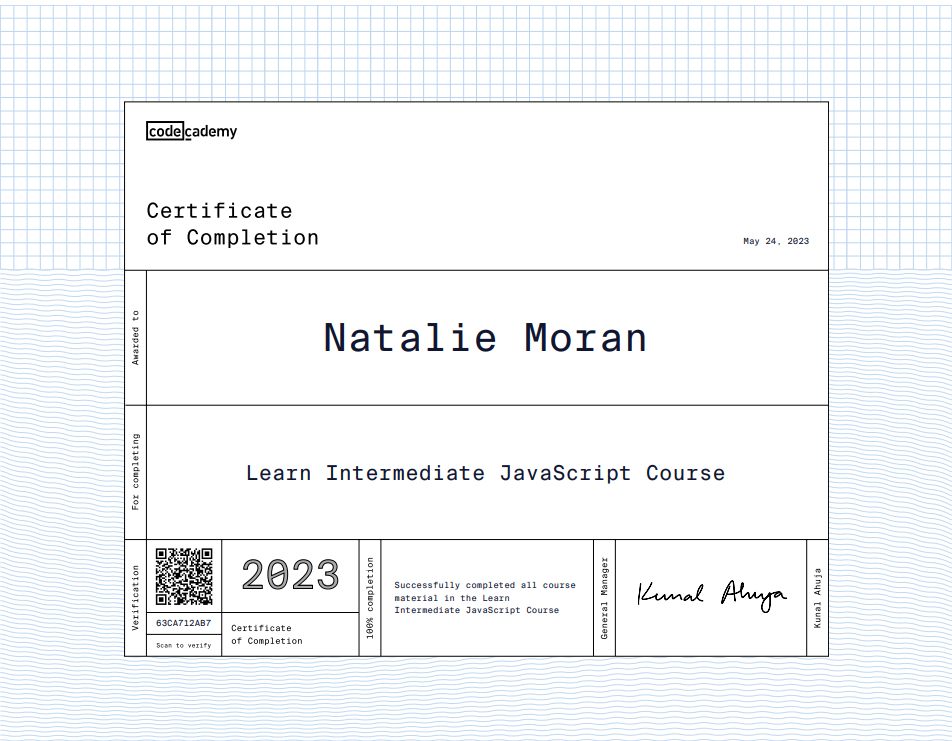 codecademy
Certificate
of Completion
May 24, 2023
Awarded to
Natalie Moran
For completing
Learn Intermediate JavaScript Course
Verification
63CA712AB7
Scan to verify
2023
Certificate
of Completion
100% completion
Successfully completed all course
material in the Learn
Intermediate JavaScript Course
General Manager
Kunal Ahuja
Kunal Ahuja